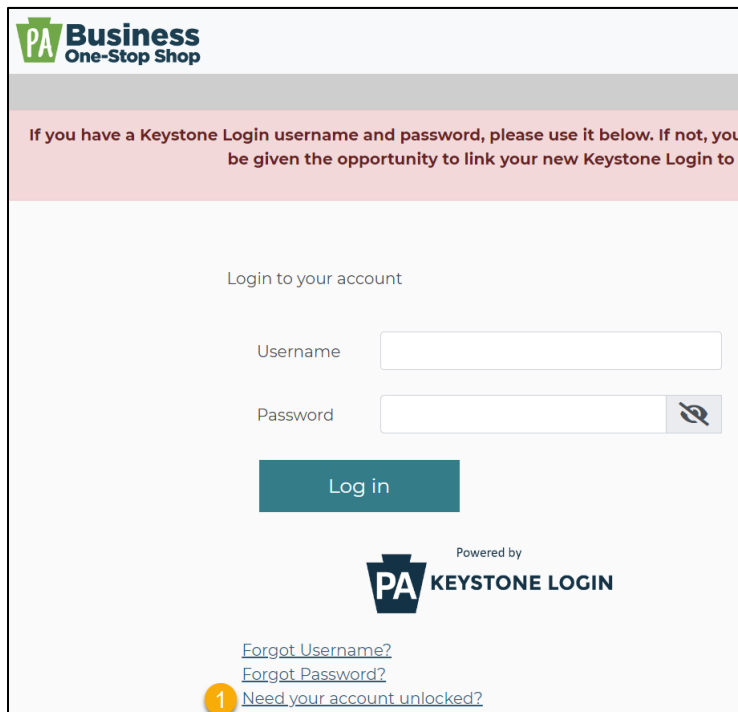 PA Business
One-Stop Shop
If you have a Keystone Login username and password, please use it below. If not, you
be given the opportunity to link your new Keystone Login to
Login to your account
Username
Password
Log in
Powered by
PA KEYSTONE LOGIN
Forgot Username?
Forgot Password?
1 Need your account unlocked?